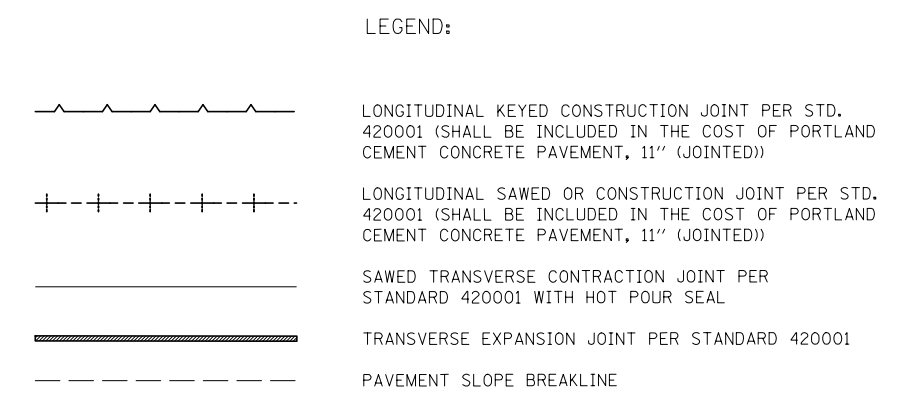 LEGEND:
LONGITUDINAL KEYED CONSTRUCTION JOINT PER STD.
420001 (SHALL BE INCLUDED IN THE COST OF PORTLAND
CEMENT CONCRETE PAVEMENT, 11" (JOINTED))
LONGITUDINAL SAWED OR CONSTRUCTION JOINT PER STD.
420001 (SHALL BE INCLUDED IN THE COST OF PORTLAND
CEMENT CONCRETE PAVEMENT, 11" (JOINTED))
SAWED TRANSVERSE CONTRACTION JOINT PER
STANDARD 420001 WITH HOT POUR SEAL
TRANSVERSE EXPANSION JOINT PER STANDARD 420001
PAVEMENT SLOPE BREAKLINE